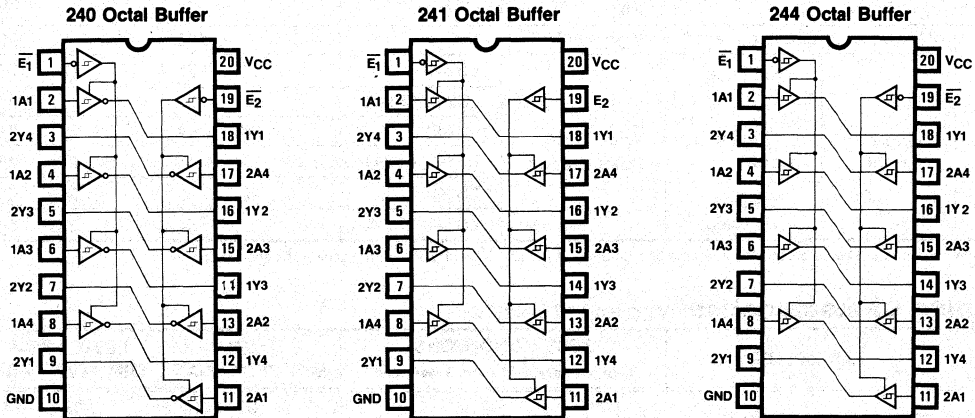 240 Octal Buffer
E̅₁ 1 20 VCC
1A1 2 19 E̅₂
2Y4 3 18 1Y1
1A2 4 17 2A4
2Y3 5 16 1Y2
1A3 6 15 2A3
2Y2 7 1Y3
1A4 8 13 2A2
2Y1 9 12 1Y4
GND 10 11 2A1
241 Octal Buffer
E̅₁ 1 20 VCC
1A1 2 19 E₂
2Y4 3 18 1Y1
1A2 4 17 2A4
2Y3 5 16 1Y2
1A3 6 15 2A3
2Y2 7 14 1Y3
1A4 8 13 2A2
2Y1 9 12 1Y4
GND 10 11 2A1
244 Octal Buffer
E̅₁ 1 20 VCC
1A1 2 19 E̅₂
2Y4 3 18 1Y1
1A2 4 17 2A4
2Y3 5 16 1Y2
1A3 6 15 2A3
2Y2 7 14 1Y3
1A4 8 13 2A2
2Y1 9 12 1Y4
GND 10 11 2A1